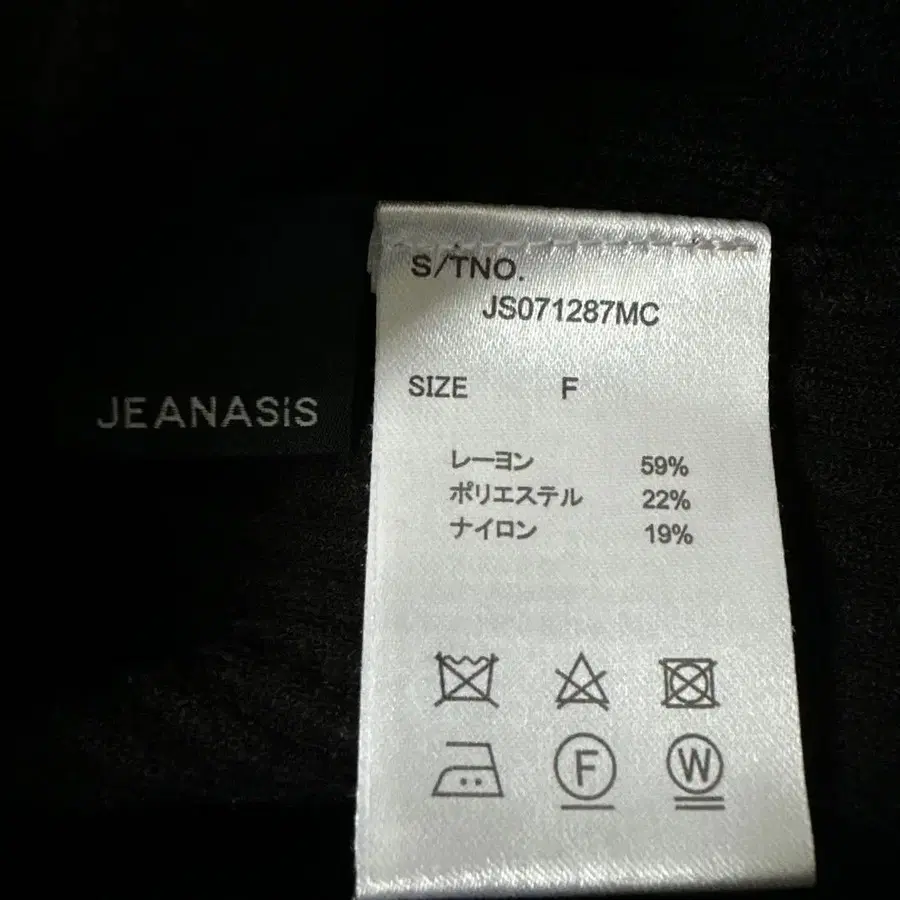 JEANASiS
S/TNO.
JS071287MC
SIZE F
レーヨン 59%
ポリエステル 22%
ナイロン 19%
F W